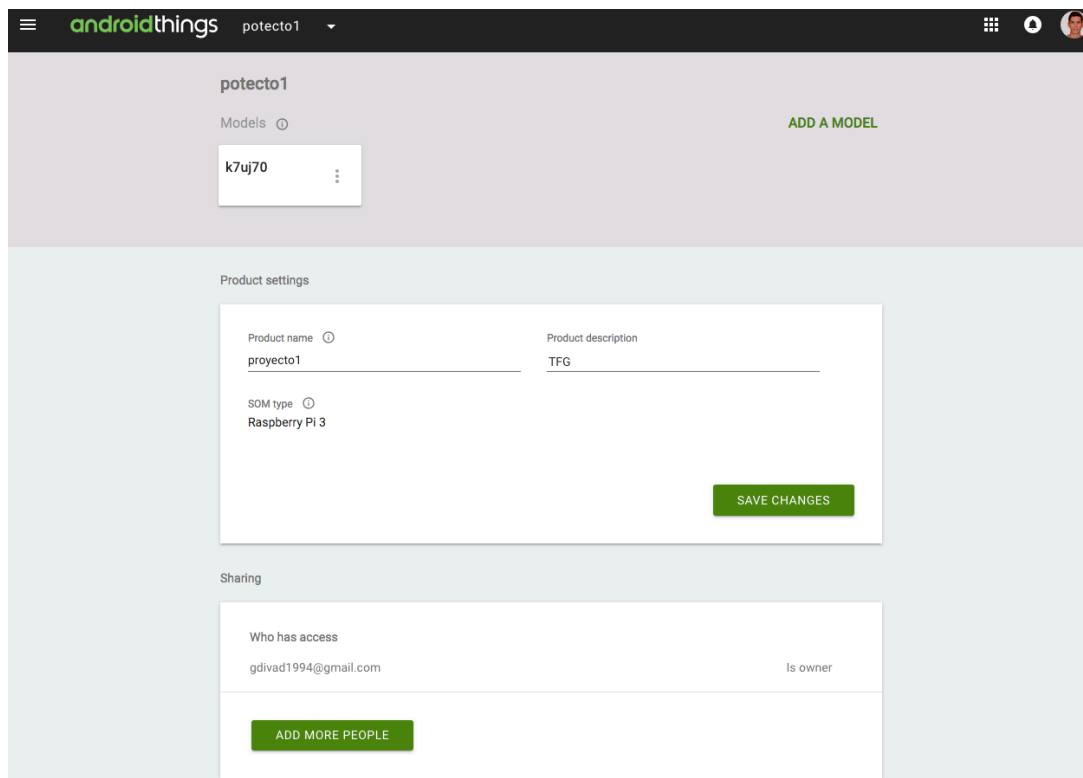 androidthings potecto1
potecto1
Models
ADD A MODEL
k7uj70
Product settings
Product name
Product description
proyecto1
TFG
SOM type
Raspberry Pi 3
SAVE CHANGES
Sharing
Who has access
gdivad1994@gmail.com
Is owner
ADD MORE PEOPLE